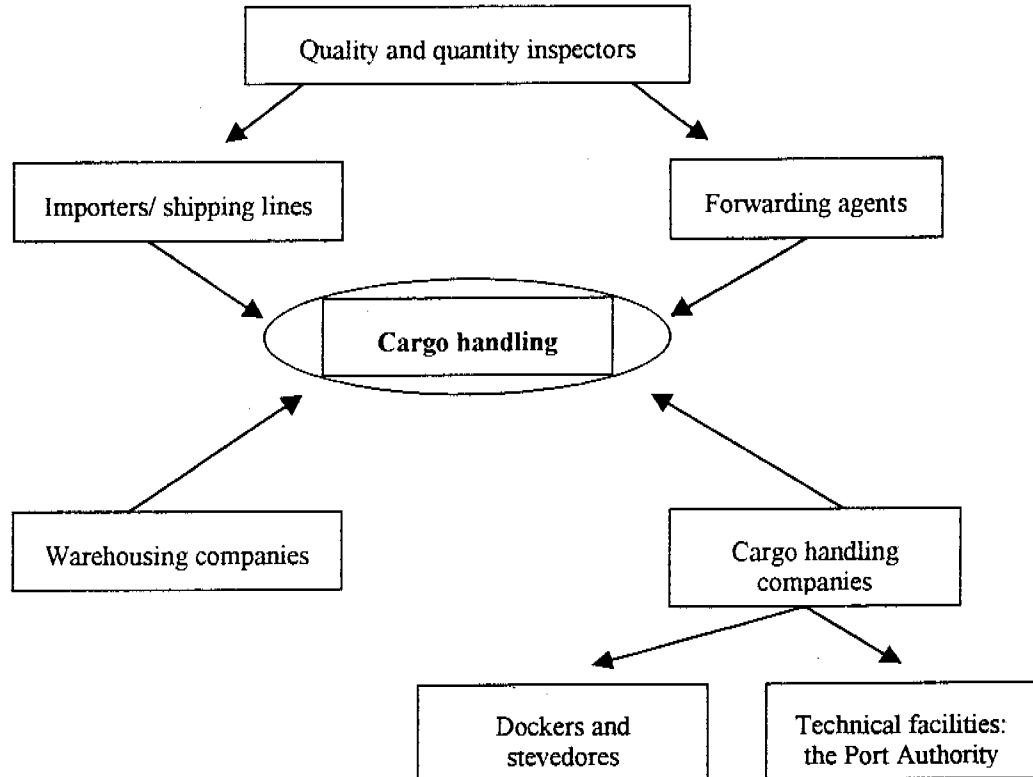 Quality and quantity inspectors
Importers/ shipping lines
Forwarding agents
Cargo handling
Warehousing companies
Cargo handling
companies
Dockers and
stevedores
Technical facilities:
the Port Authority